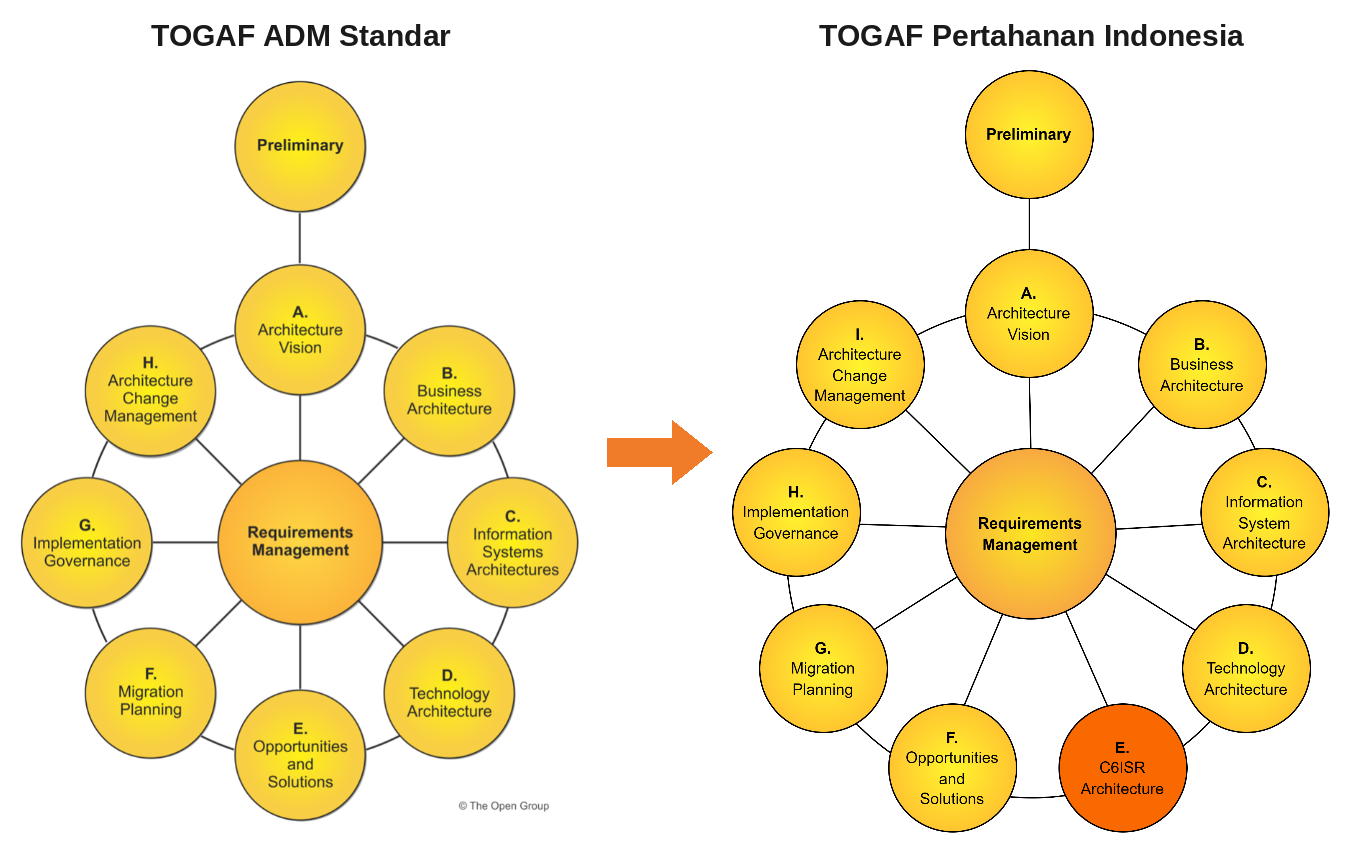 TOGAF ADM Standar
Preliminary
A.
Architecture
Vision
B.
Business
Architecture
C.
Information
Systems
Architectures
D.
Technology
Architecture
E.
Opportunities
and
Solutions
F.
Migration
Planning
G.
Implementation
Governance
H.
Architecture
Change
Management
Requirements
Management
© The Open Group
TOGAF Pertahanan Indonesia
Preliminary
A.
Architecture
Vision
B.
Business
Architecture
C.
Information
System
Architecture
D.
Technology
Architecture
E.
C6ISR
Architecture
F.
Opportunities
and
Solutions
G.
Migration
Planning
H.
Implementation
Governance
I.
Architecture
Change
Management
Requirements
Management